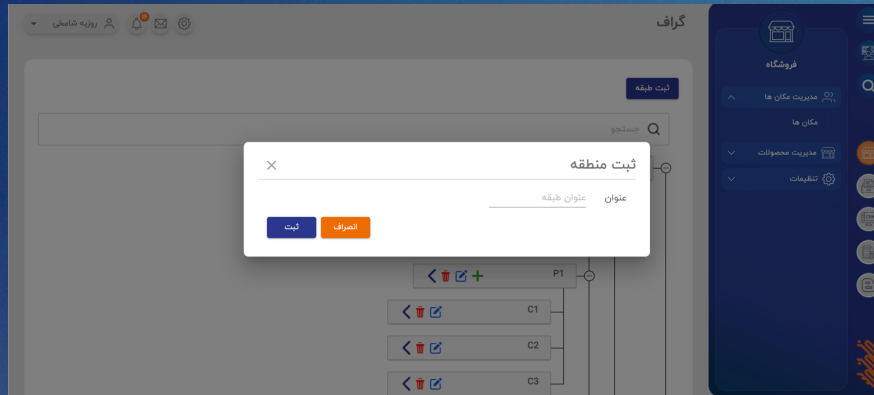 گراف
روزبه شامخی
فروشگاه
مدیریت مکان ها
مکان ها
مدیریت محصولات
تنظیمات
ثبت طبقه
جستجو
ثبت منطقه
عنوان
عنوان طبقه
انصراف
ثبت
P1
C1
C2
C3